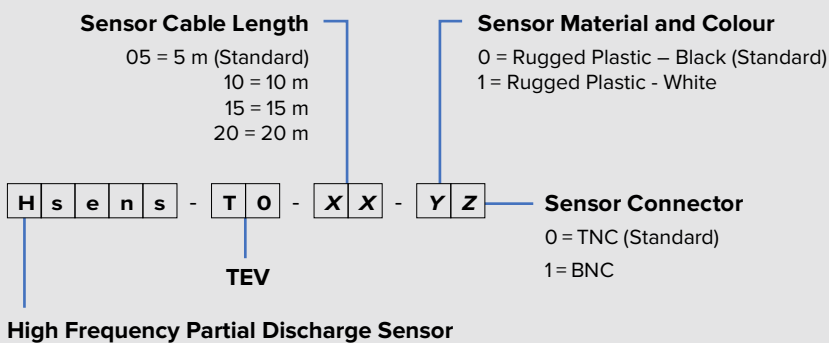 Sensor Cable Length
05 = 5 m (Standard)
10 = 10 m
15 = 15 m
20 = 20 m
Sensor Material and Colour
0 = Rugged Plastic – Black (Standard)
1 = Rugged Plastic - White
H s e n s - T 0 - X X - Y Z
Sensor Connector
0 = TNC (Standard)
1 = BNC
TEV
High Frequency Partial Discharge Sensor